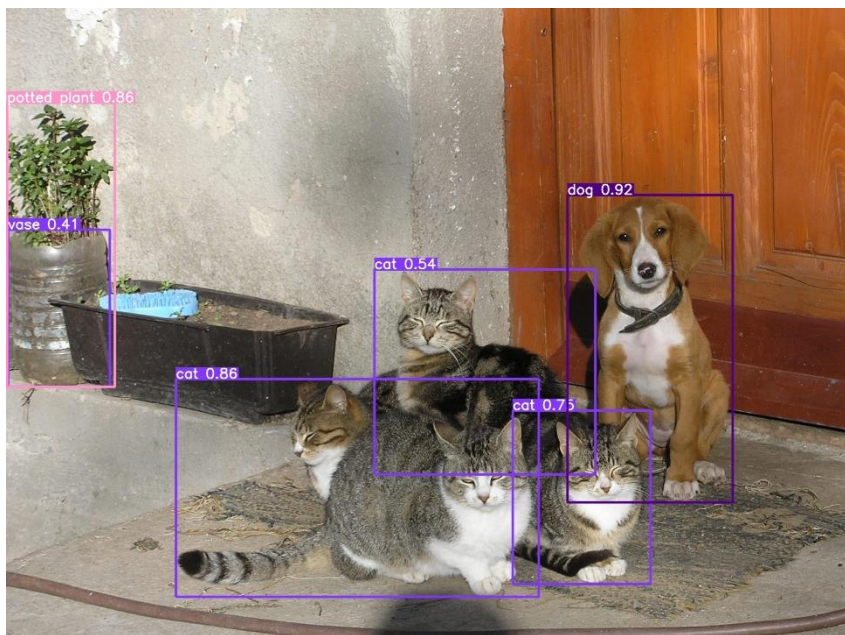 potted plant 0.86
dog 0.92
vase 0.41
cat 0.54
cat 0.86
cat 0.75